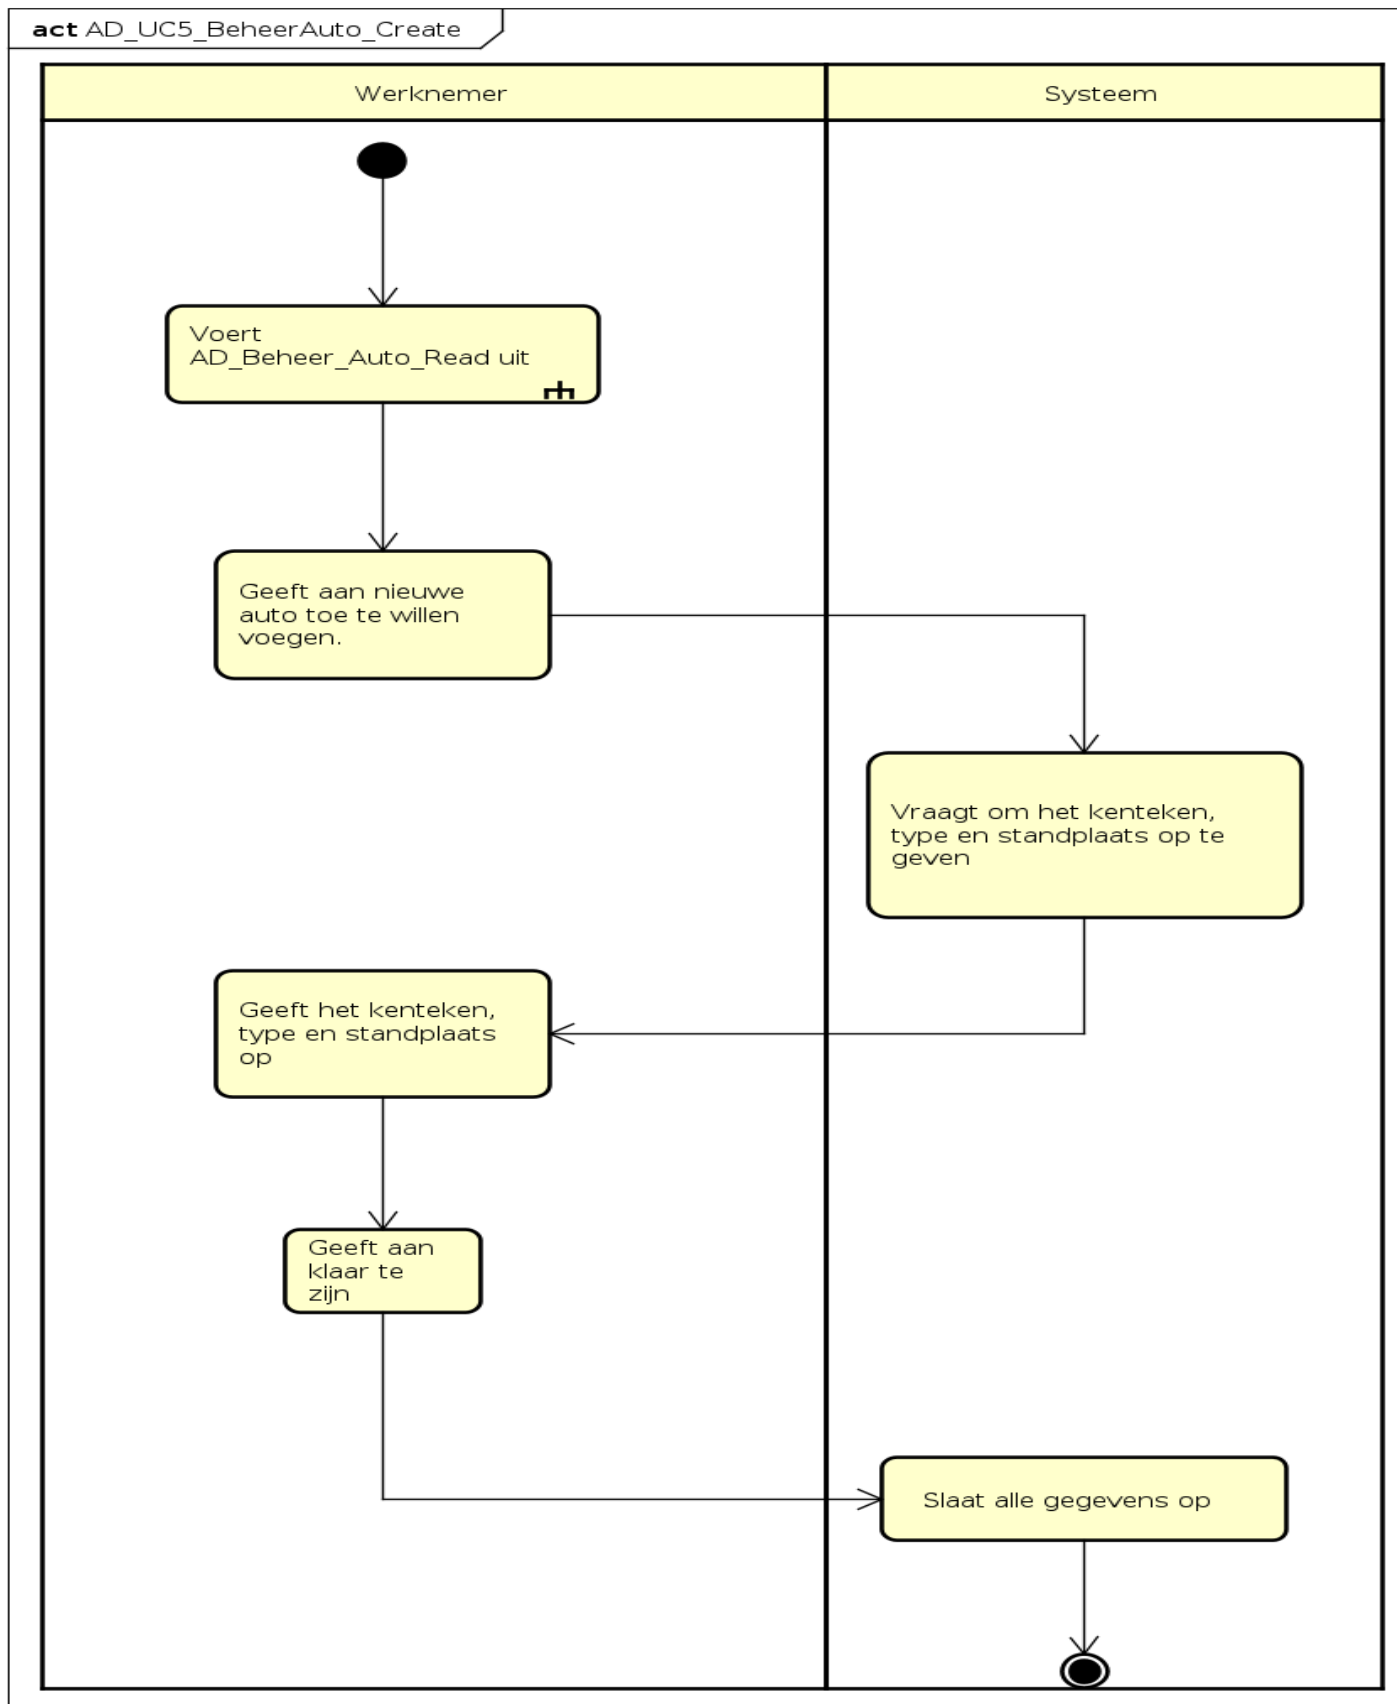 act AD_UC5_BeheerAuto_Create
Werknemer
Systeem
Voert
AD_Beheer_Auto_Read uit
Geeft aan nieuwe
auto toe te willen
voegen.
Vraagt om het kenteken,
type en standplaats op te
geven
Geeft het kenteken,
type en standplaats
op
Geeft aan
klaar te
zijn
Slaat alle gegevens op